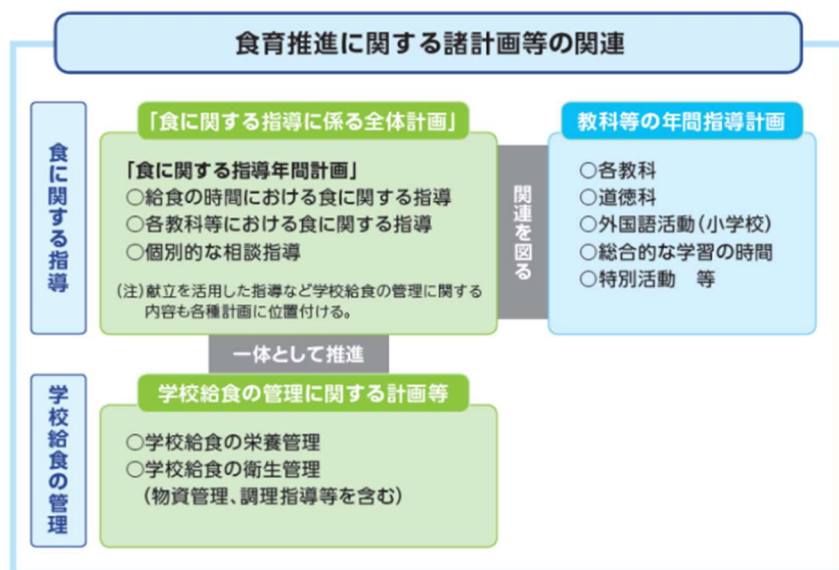 食育推進に関する諸計画等の関連
食に関する指導
「食に関する指導に係る全体計画」
「食に関する指導年間計画」
○給食の時間における食に関する指導
○各教科等における食に関する指導
○個別的な相談指導
(注)献立を活用した指導など学校給食の管理に関する
内容も各種計画に位置付ける。
関連を図る
教科等の年間指導計画
○各教科
○道徳科
○外国語活動(小学校)
○総合的な学習の時間
○特別活動　等
一体として推進
学校給食の管理
学校給食の管理に関する計画等
○学校給食の栄養管理
○学校給食の衛生管理
(物資管理、調理指導等を含む)